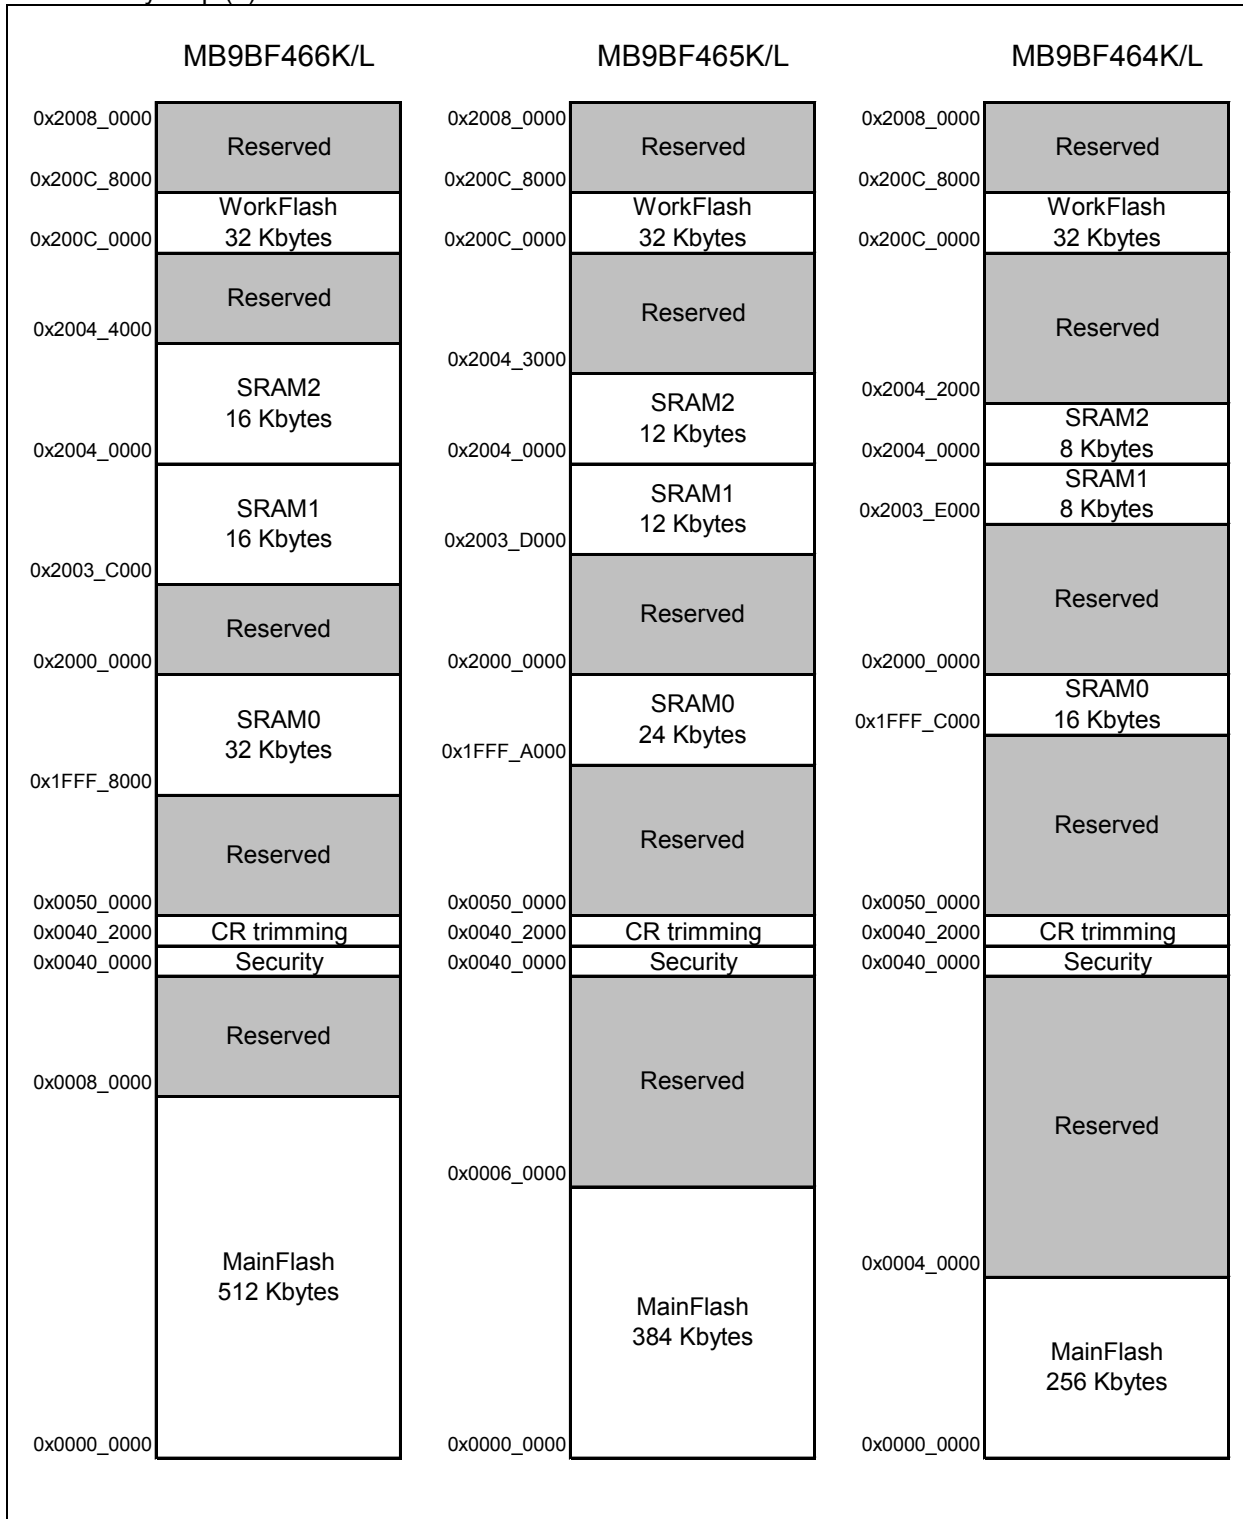 MB9BF466K/L
0x2008_0000
Reserved
0x200C_8000
WorkFlash
0x200C_0000
32 Kbytes
Reserved
0x2004_4000
SRAM2
16 Kbytes
0x2004_0000
SRAM1
16 Kbytes
0x2003_C000
Reserved
0x2000_0000
SRAM0
32 Kbytes
0x1FFF_8000
Reserved
0x0050_0000
0x0040_2000 CR trimming
0x0040_0000 Security
Reserved
0x0008_0000
MainFlash
512 Kbytes
0x0000_0000
MB9BF465K/L
0x2008_0000
Reserved
0x200C_8000
WorkFlash
0x200C_0000
32 Kbytes
Reserved
0x2004_3000
SRAM2
12 Kbytes
0x2004_0000
SRAM1
12 Kbytes
0x2003_D000
Reserved
0x2000_0000
SRAM0
24 Kbytes
0x1FFF_A000
Reserved
0x0050_0000
0x0040_2000 CR trimming
0x0040_0000 Security
Reserved
0x0006_0000
MainFlash
384 Kbytes
0x0000_0000
MB9BF464K/L
0x2008_0000
Reserved
0x200C_8000
WorkFlash
0x200C_0000
32 Kbytes
Reserved
0x2004_2000
SRAM2
0x2004_0000
8 Kbytes
SRAM1
0x2003_E000
8 Kbytes
Reserved
0x2000_0000
SRAM0
0x1FFF_C000
16 Kbytes
Reserved
0x0050_0000
0x0040_2000 CR trimming
0x0040_0000 Security
Reserved
0x0004_0000
MainFlash
256 Kbytes
0x0000_0000